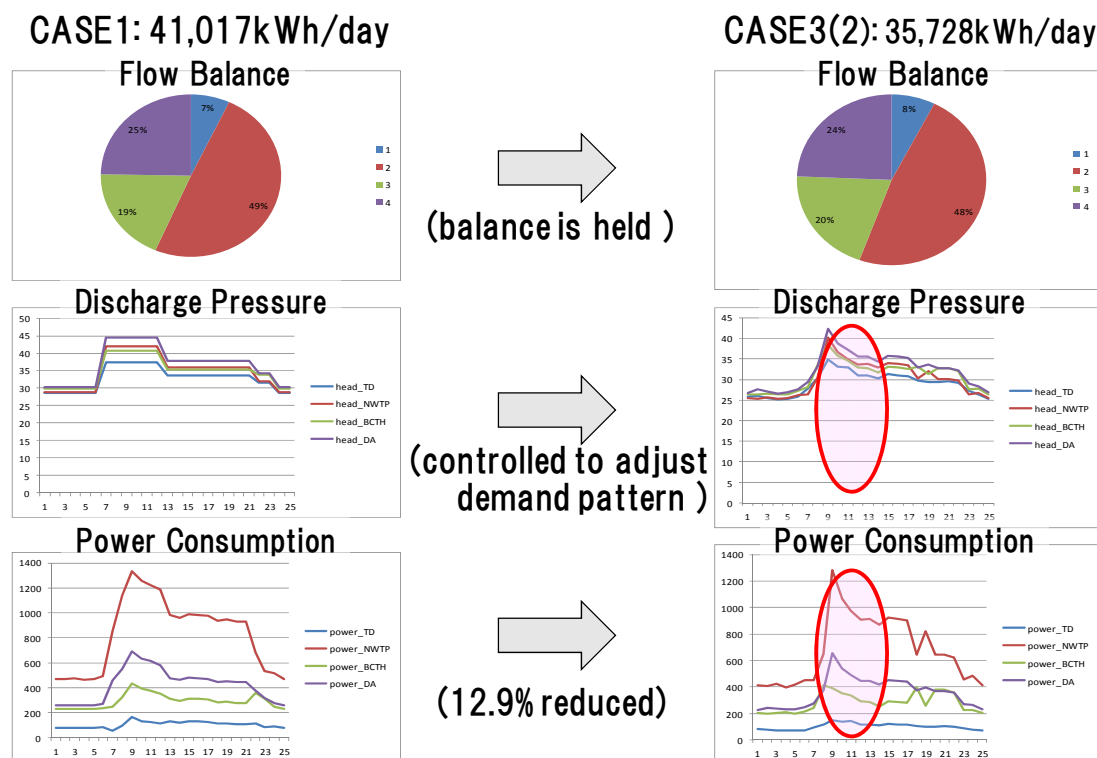 CASE1: 41,017kWh/day
CASE3(2): 35,728kWh/day
Flow Balance
7%
25%
19%
49%
1
2
3
4
(balance is held )
Flow Balance
8%
24%
20%
48%
1
2
3
4
Discharge Pressure
50
45
40
35
30
25
20
15
10
5
0
1 3 5 7 9 11 13 15 17 19 21 23 25
head_TD
head_NWTP
head_BCTH
head_DA
(controlled to adjust
demand pattern )
Discharge Pressure
45
40
35
30
25
20
15
10
5
0
1 3 5 7 9 11 13 15 17 19 21 23 25
head_TD
head_NWTP
head_BCTH
head_DA
Power Consumption
1400
1200
1000
800
600
400
200
0
1 3 5 7 9 11 13 15 17 19 21 23 25
power_TD
power_NWTP
power_BCTH
power_DA
(12.9% reduced)
Power Consumption
1400
1200
1000
800
600
400
200
0
1 3 5 7 9 11 13 15 17 19 21 23 25
power_TD
power_NWTP
power_BCTH
power_DA